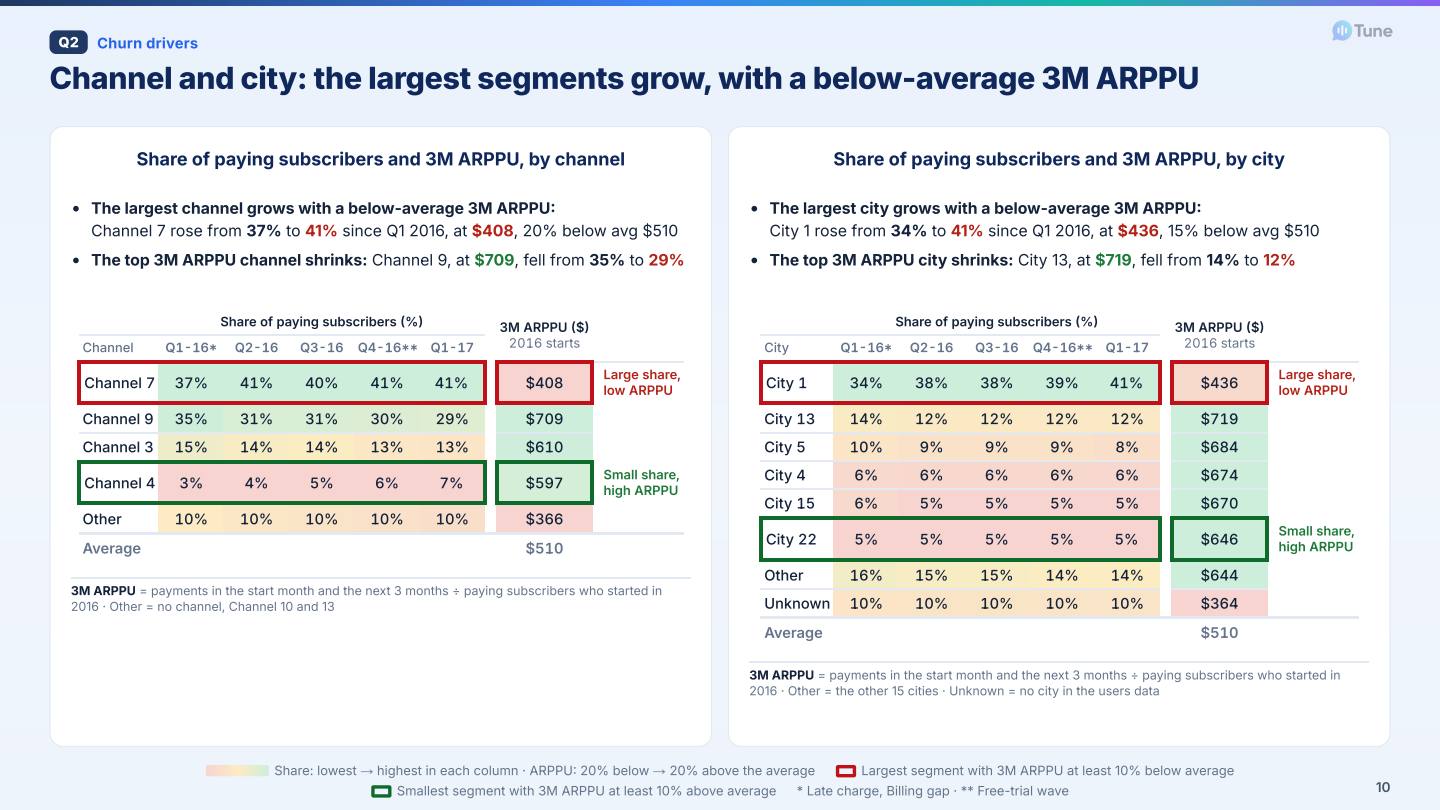 Tune
Q2 Churn drivers
Channel and city: the largest segments grow, with a below-average 3M ARPPU
Share of paying subscribers and 3M ARPPU, by channel
• The largest channel grows with a below-average 3M ARPPU:
Channel 7 rose from 37% to 41% since Q1 2016, at $408, 20% below avg $510
• The top 3M ARPPU channel shrinks: Channel 9, at $709, fell from 35% to 29%
Share of paying subscribers (%) 3M ARPPU ($)
2016 starts
Channel Q1-16* Q2-16 Q3-16 Q4-16** Q1-17
Channel 7 37% 41% 40% 41% 41% $408 Large share,
low ARPPU
Channel 9 35% 31% 31% 30% 29% $709
Channel 3 15% 14% 14% 13% 13% $610
Channel 4 3% 4% 5% 6% 7% $597 Small share,
high ARPPU
Other 10% 10% 10% 10% 10% $366
Average $510
3M ARPPU = payments in the start month and the next 3 months ÷ paying subscribers who started in
2016 · Other = no channel, Channel 10 and 13
Share of paying subscribers and 3M ARPPU, by city
• The largest city grows with a below-average 3M ARPPU:
City 1 rose from 34% to 41% since Q1 2016, at $436, 15% below avg $510
• The top 3M ARPPU city shrinks: City 13, at $719, fell from 14% to 12%
Share of paying subscribers (%) 3M ARPPU ($)
2016 starts
City Q1-16* Q2-16 Q3-16 Q4-16** Q1-17
City 1 34% 38% 38% 39% 41% $436 Large share,
low ARPPU
City 13 14% 12% 12% 12% 12% $719
City 5 10% 9% 9% 9% 8% $684
City 4 6% 6% 6% 6% 6% $674
City 15 6% 5% 5% 5% 5% $670
City 22 5% 5% 5% 5% 5% $646 Small share,
high ARPPU
Other 16% 15% 15% 14% 14% $644
Unknown 10% 10% 10% 10% 10% $364
Average $510
3M ARPPU = payments in the start month and the next 3 months ÷ paying subscribers who started in
2016 · Other = the other 15 cities · Unknown = no city in the users data
Share: lowest → highest in each column · ARPPU: 20% below → 20% above the average Largest segment with 3M ARPPU at least 10% below average
Smallest segment with 3M ARPPU at least 10% above average * Late charge, Billing gap · ** Free-trial wave
10